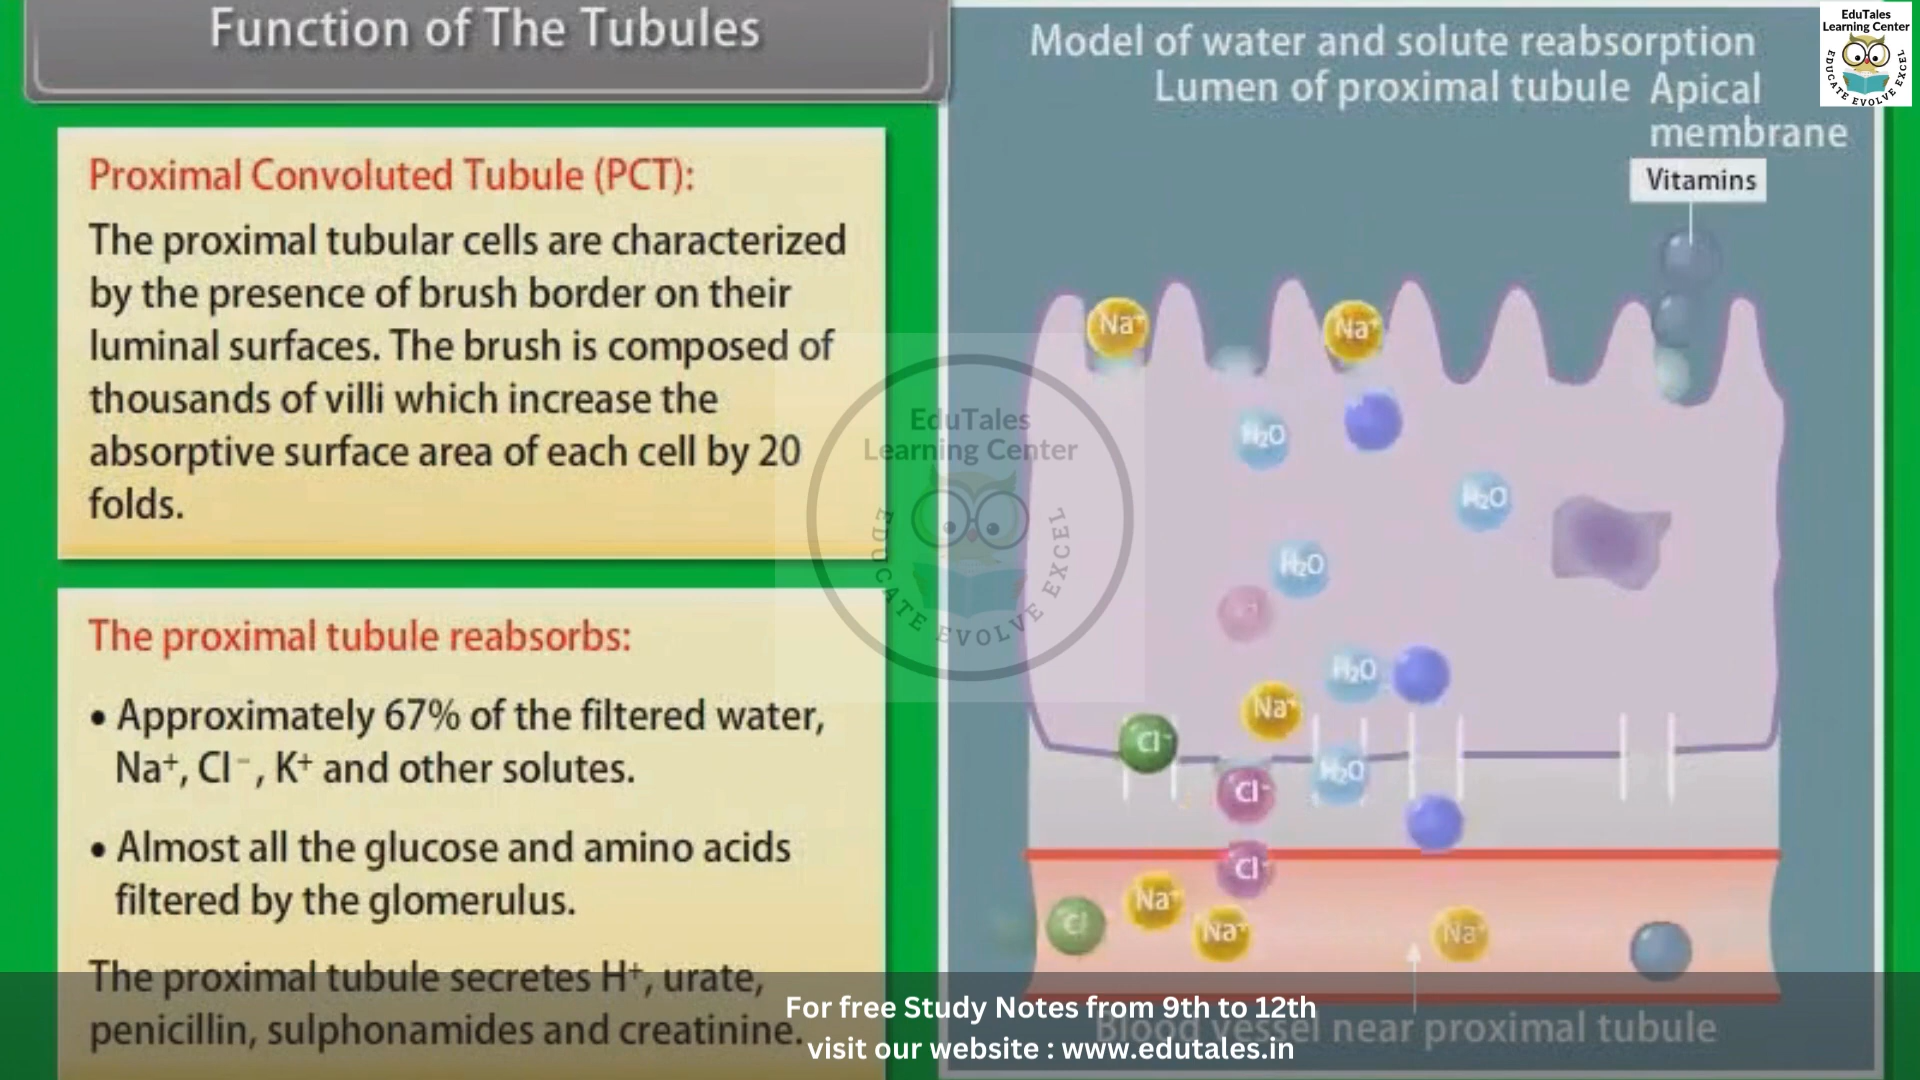 Function of The Tubules
Proximal Convoluted Tubule (PCT):
The proximal tubular cells are characterized
by the presence of brush border on their
luminal surfaces. The brush is composed of
thousands of villi which increase the
absorptive surface area of each cell by 20
folds.
The proximal tubule reabsorbs:
• Approximately 67% of the filtered water,
Na⁺, Cl⁻, K⁺ and other solutes.
• Almost all the glucose and amino acids
filtered by the glomerulus.
The proximal tubule secretes H⁺, urate,
penicillin, sulphonamides and creatinine.
Model of water and solute reabsorption
Lumen of proximal tubule
Apical
membrane
Vitamins
Na⁺
Na⁺
H₂O
H₂O
H₂O
H₂O
Na⁺
Cl⁻
H₂O
Cl⁻
Cl⁻
Na⁺
Cl
Na⁺
Na⁺
Blood vessel near proximal tubule
EduTales
Learning Center
EDUCATE EVOLVE EXCEL
EduTales
Learning Center
EDUCATE EVOLVE EXCEL
For free Study Notes from 9th to 12th
visit our website : www.edutales.in